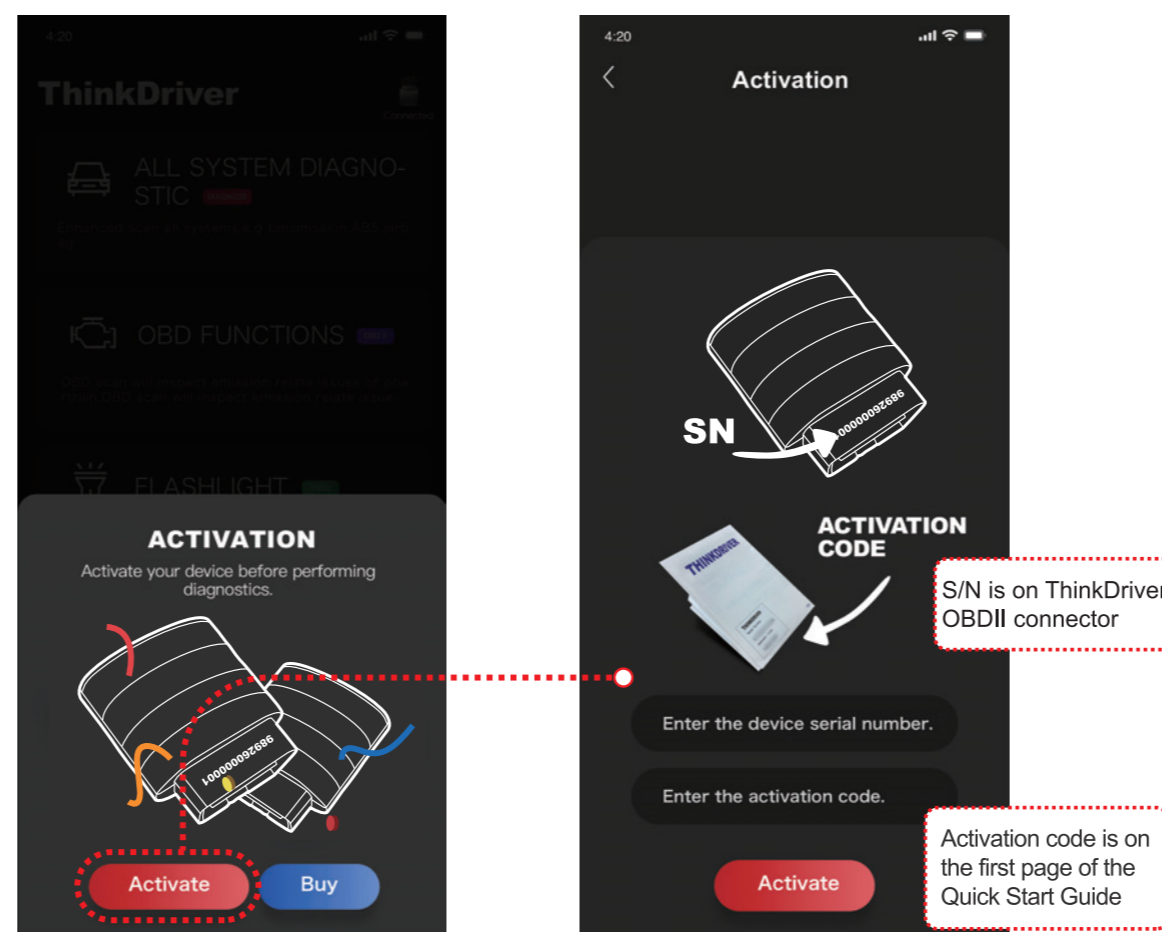 4:20
ThinkDriver
Connected
ALL SYSTEM DIAGNO-
STIC
OBD FUNCTIONS
FLASHLIGHT
ACTIVATION
Activate your device before performing
diagnostics.
989260000001
Activate
Buy
4:20
Activation
SN
ACTIVATION
CODE
THINKDRIVER
S/N is on ThinkDriver
OBDII connector
Enter the device serial number.
Enter the activation code.
Activation code is on
the first page of the
Quick Start Guide
Activate